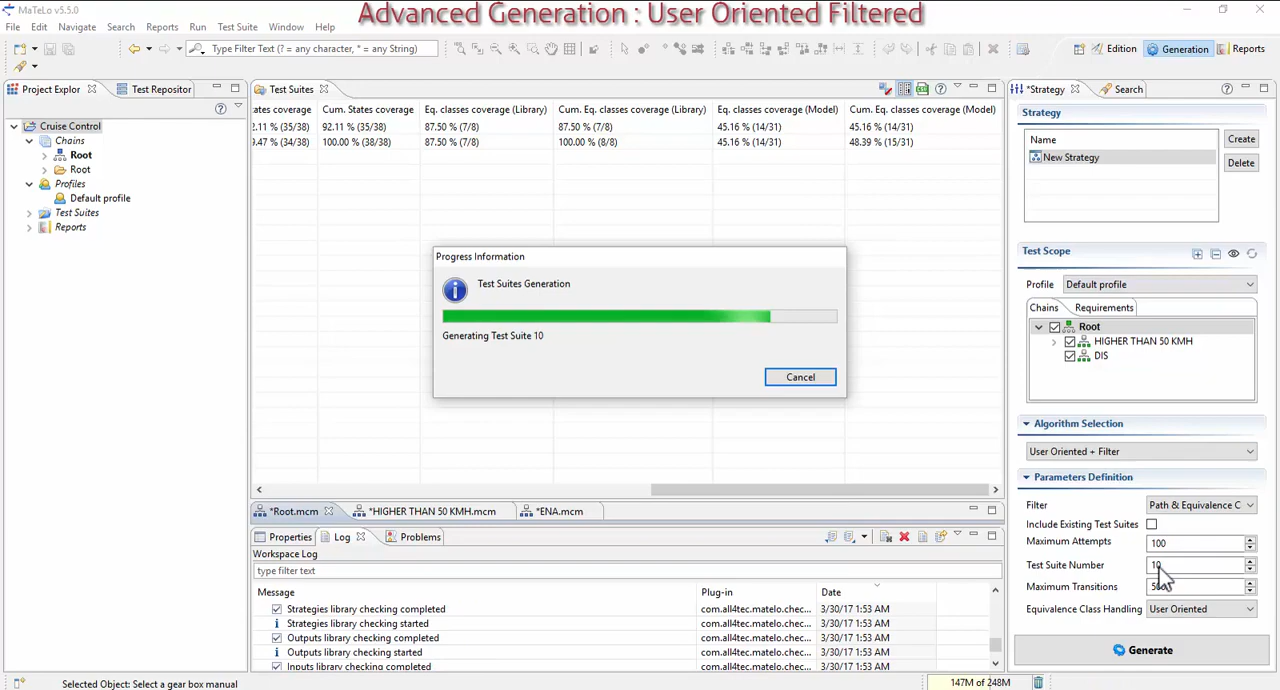 MaTeLo v5.5.0
Advanced Generation : User Oriented Filtered
File Edit Navigate Search Reports Run Test Suite Window Help
Type Filter Text (? = any character, * = any String)
Edition Generation Reports
Project Explor Test Repositor
Test Suites
*Strategy Search
Cruise Control
Chains
Root
Root
Profiles
Default profile
Test Suites
Reports
ates coverage Cum. States coverage Eq. classes coverage (Library) Cum. Eq. classes coverage (Library) Eq. classes coverage (Model) Cum. Eq. classes coverage (Model)
2.11 % (35/38) 92.11 % (35/38) 87.50 % (7/8) 87.50 % (7/8) 45.16 % (14/31) 45.16 % (14/31)
9.47 % (34/38) 100.00 % (38/38) 87.50 % (7/8) 100.00 % (8/8) 45.16 % (14/31) 48.39 % (15/31)
Progress Information
Test Suites Generation
Generating Test Suite 10
Cancel
*Root.mcm *HIGHER THAN 50 KMH.mcm *ENA.mcm
Properties Log Problems
Workspace Log
type filter text
Message Plug-in Date
Strategies library checking completed com.all4tec.matelo.chec... 3/30/17 1:53 AM
Strategies library checking started com.all4tec.matelo.chec... 3/30/17 1:53 AM
Outputs library checking completed com.all4tec.matelo.chec... 3/30/17 1:53 AM
Outputs library checking started com.all4tec.matelo.chec... 3/30/17 1:53 AM
Inputs library checking completed com.all4tec.matelo.chec... 3/30/17 1:53 AM
Strategy
Name
New Strategy
Create
Delete
Test Scope
Profile Default profile
Chains Requirements
Root
HIGHER THAN 50 KMH
DIS
Algorithm Selection
User Oriented + Filter
Parameters Definition
Filter Path & Equivalence C
Include Existing Test Suites
Maximum Attempts 100
Test Suite Number 10
Maximum Transitions
Equivalence Class Handling User Oriented
Generate
Selected Object: Select a gear box manual
147M of 248M